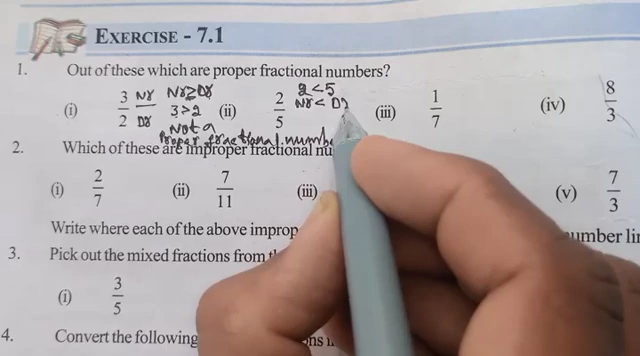 EXERCISE - 7.1
1. Out of these which are proper fractional numbers?
(i) 3/2 Nr Dr Nr≥Dr 3>2 Not a Proper fractional number
(ii) 2/5 2<5 Nr<Dr
(iii) 1/7
(iv) 8/3
2. Which of these are improper fractional nu
(i) 2/7 (ii) 7/11 (iii) (v) 7/3
Write where each of the above improp number lin
3. Pick out the mixed fractions from
(i) 3/5
4. Convert the following